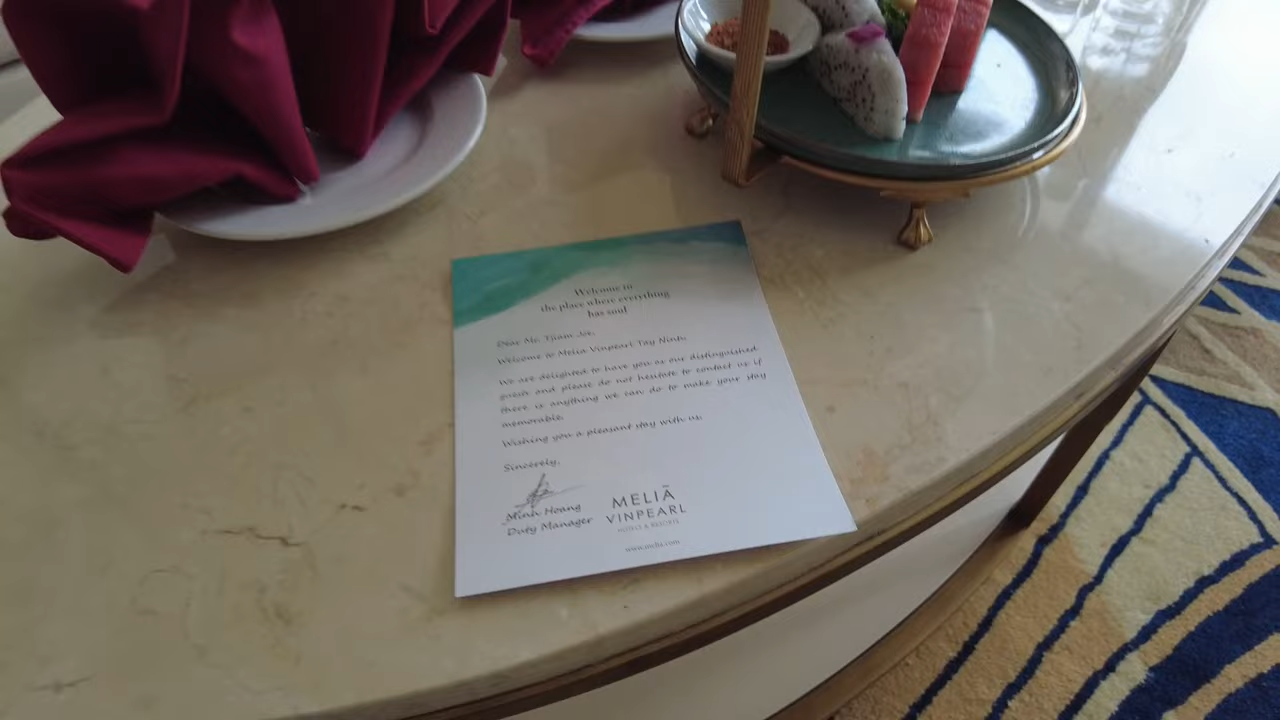 Welcome to
the place where everything
has soul
Dear Mr. Tjiam Joe,
Welcome to Melia Vinpearl Tay Ninh.
We are delighted to have you as our distinguished
guest and please do not hesitate to contact us if
there is anything we can do to make your stay
memorable.
Wishing you a pleasant stay with us.
Sincerely,
Minh Hoang
Duty Manager
MELIÃ
VINPEARL
HOTELS & RESORTS
www.melia.com